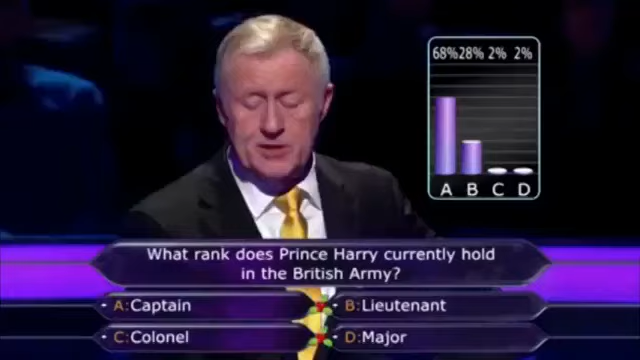 68% 28% 2% 2%
A B C D
What rank does Prince Harry currently hold
in the British Army?
A:Captain
B:Lieutenant
C:Colonel
D:Major